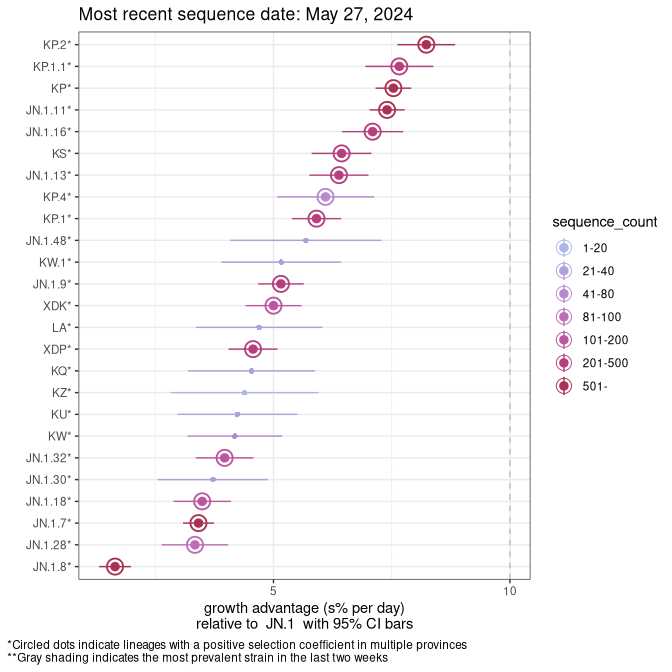 Most recent sequence date: May 27, 2024
KP.2*
KP.1.1*
KP*
JN.1.11*
JN.1.16*
KS*
JN.1.13*
KP.4*
KP.1*
JN.1.48*
KW.1*
JN.1.9*
XDK*
LA*
XDP*
KQ*
KZ*
KU*
KW*
JN.1.32*
JN.1.30*
JN.1.18*
JN.1.7*
JN.1.28*
JN.1.8*
sequence_count
1-20
21-40
41-80
81-100
101-200
201-500
501-
5 10
growth advantage (s% per day)
relative to JN.1 with 95% CI bars
*Circled dots indicate lineages with a positive selection coefficient in multiple provinces
**Gray shading indicates the most prevalent strain in the last two weeks